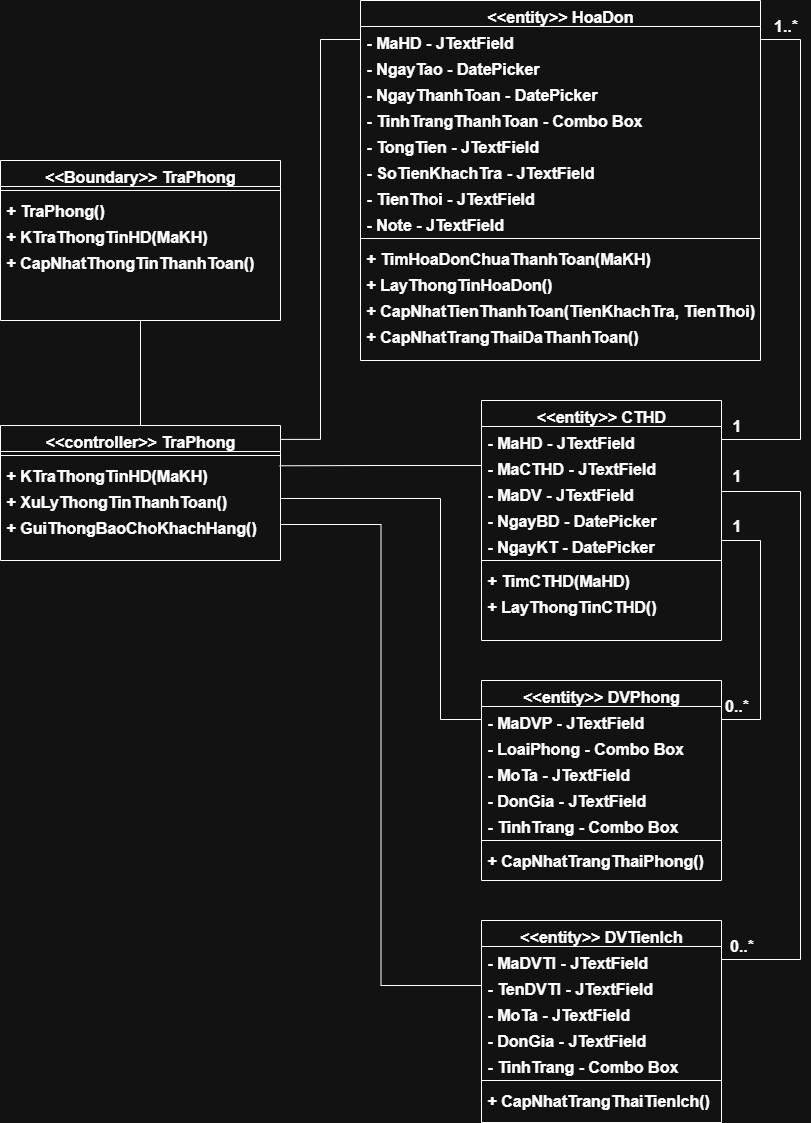 <<entity>> HoaDon
- MaHD - JTextField
- NgayTao - DatePicker
- NgayThanhToan - DatePicker
- TinhTrangThanhToan - Combo Box
- TongTien - JTextField
- SoTienKhachTra - JTextField
- TienThoi - JTextField
- Note - JTextField
+ TimHoaDonChuaThanhToan(MaKH)
+ LayThongTinHoaDon()
+ CapNhatTienThanhToan(TienKhachTra, TienThoi)
+ CapNhatTrangThaiDaThanhToan()
1..*
<<Boundary>> TraPhong
+ TraPhong()
+ KTraThongTinHD(MaKH)
+ CapNhatThongTinThanhToan()
<<controller>> TraPhong
+ KTraThongTinHD(MaKH)
+ XuLyThongTinThanhToan()
+ GuiThongBaoChoKhachHang()
<<entity>> CTHD
- MaHD - JTextField
- MaCTHD - JTextField
- MaDV - JTextField
- NgayBD - DatePicker
- NgayKT - DatePicker
+ TimCTHD(MaHD)
+ LayThongTinCTHD()
1
1
1
<<entity>> DVPhong
- MaDVP - JTextField
- LoaiPhong - Combo Box
- MoTa - JTextField
- DonGia - JTextField
- TinhTrang - Combo Box
+ CapNhatTrangThaiPhong()
0..*
<<entity>> DVTienIch
- MaDVTI - JTextField
- TenDVTI - JTextField
- MoTa - JTextField
- DonGia - JTextField
- TinhTrang - Combo Box
+ CapNhatTrangThaiTienIch()
0..*